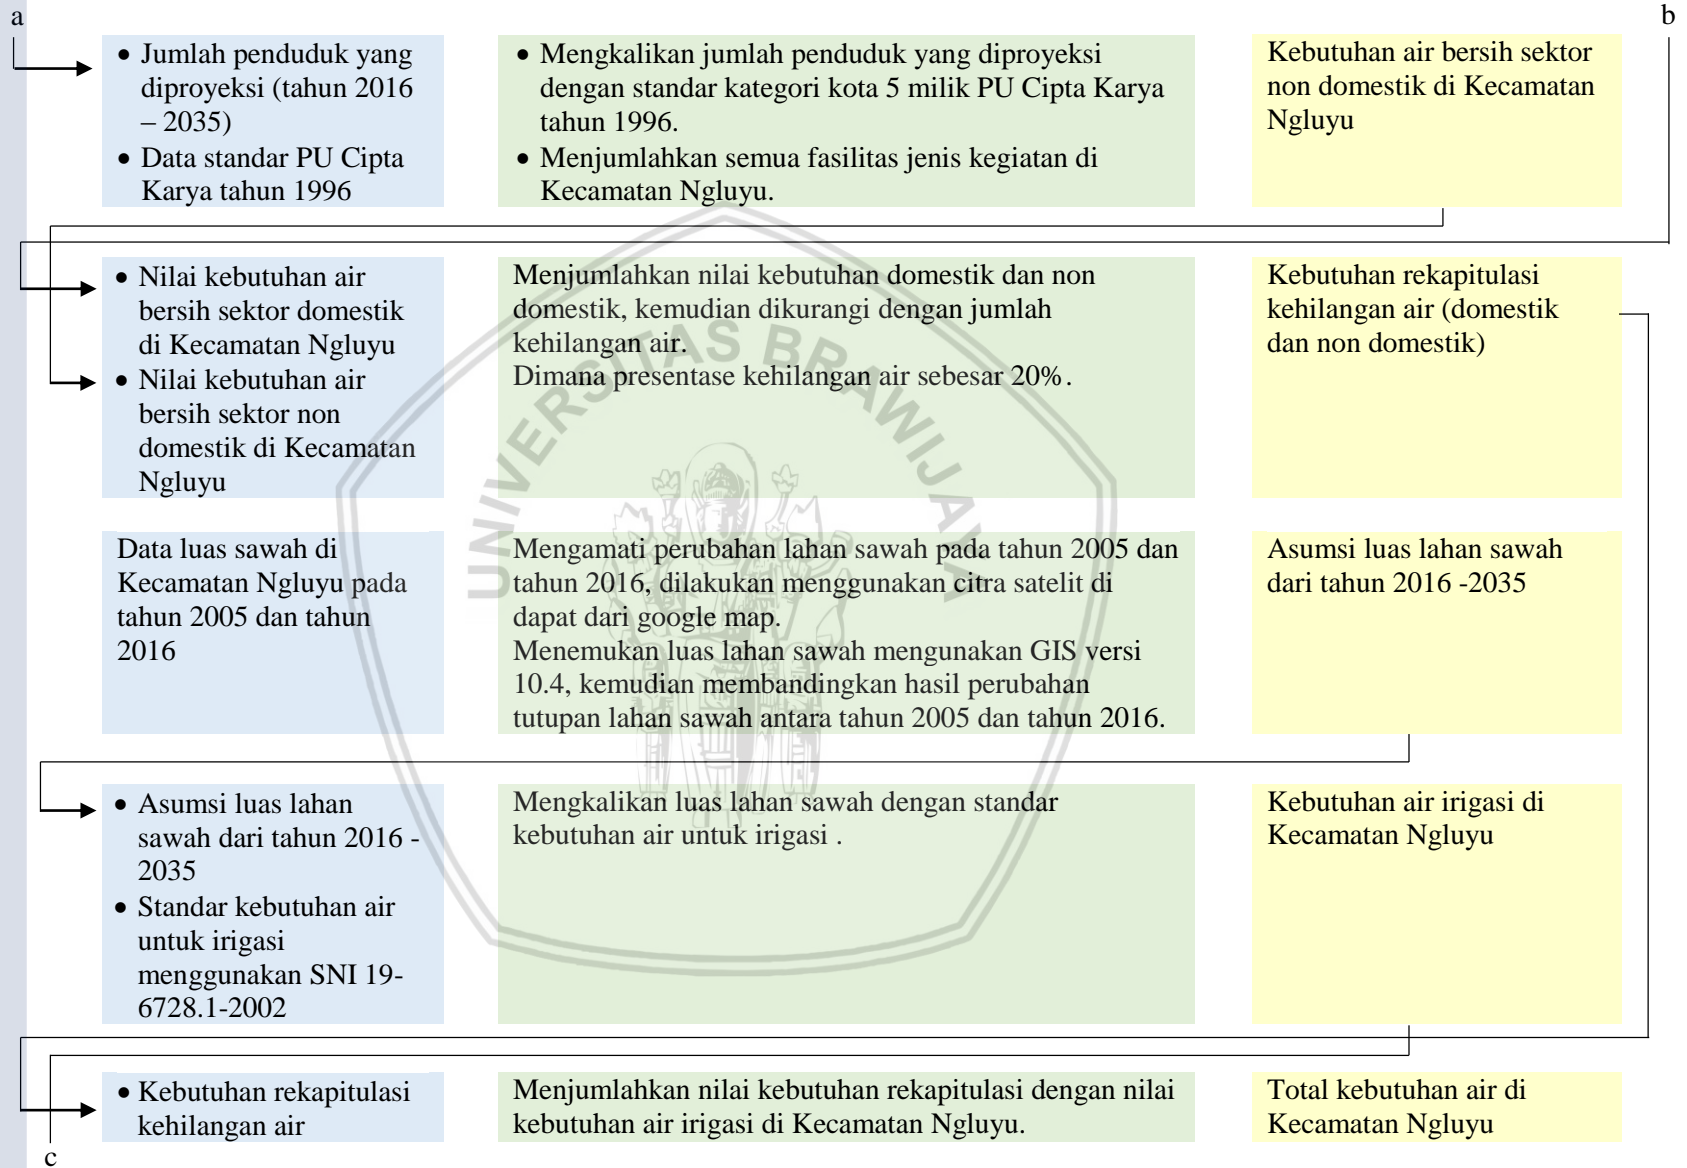 a
b
• Jumlah penduduk yang
diproyeksi (tahun 2016
– 2035)
• Data standar PU Cipta
Karya tahun 1996
• Mengkalikan jumlah penduduk yang diproyeksi
dengan standar kategori kota 5 milik PU Cipta Karya
tahun 1996.
• Menjumlahkan semua fasilitas jenis kegiatan di
Kecamatan Ngluyu.
Kebutuhan air bersih sektor
non domestik di Kecamatan
Ngluyu
• Nilai kebutuhan air
bersih sektor domestik
di Kecamatan Ngluyu
• Nilai kebutuhan air
bersih sektor non
domestik di Kecamatan
Ngluyu
Menjumlahkan nilai kebutuhan domestik dan non
domestik, kemudian dikurangi dengan jumlah
kehilangan air.
Dimana presentase kehilangan air sebesar 20%.
Kebutuhan rekapitulasi
kehilangan air (domestik
dan non domestik)
Data luas sawah di
Kecamatan Ngluyu pada
tahun 2005 dan tahun
2016
Mengamati perubahan lahan sawah pada tahun 2005 dan
tahun 2016, dilakukan menggunakan citra satelit di
dapat dari google map.
Menemukan luas lahan sawah mengunakan GIS versi
10.4, kemudian membandingkan hasil perubahan
tutupan lahan sawah antara tahun 2005 dan tahun 2016.
Asumsi luas lahan sawah
dari tahun 2016 -2035
• Asumsi luas lahan
sawah dari tahun 2016 -
2035
• Standar kebutuhan air
untuk irigasi
menggunakan SNI 19-
6728.1-2002
Mengkalikan luas lahan sawah dengan standar
kebutuhan air untuk irigasi .
Kebutuhan air irigasi di
Kecamatan Ngluyu
• Kebutuhan rekapitulasi
kehilangan air
Menjumlahkan nilai kebutuhan rekapitulasi dengan nilai
kebutuhan air irigasi di Kecamatan Ngluyu.
Total kebutuhan air di
Kecamatan Ngluyu
c
UNIVERSITAS BRAWIJAYA